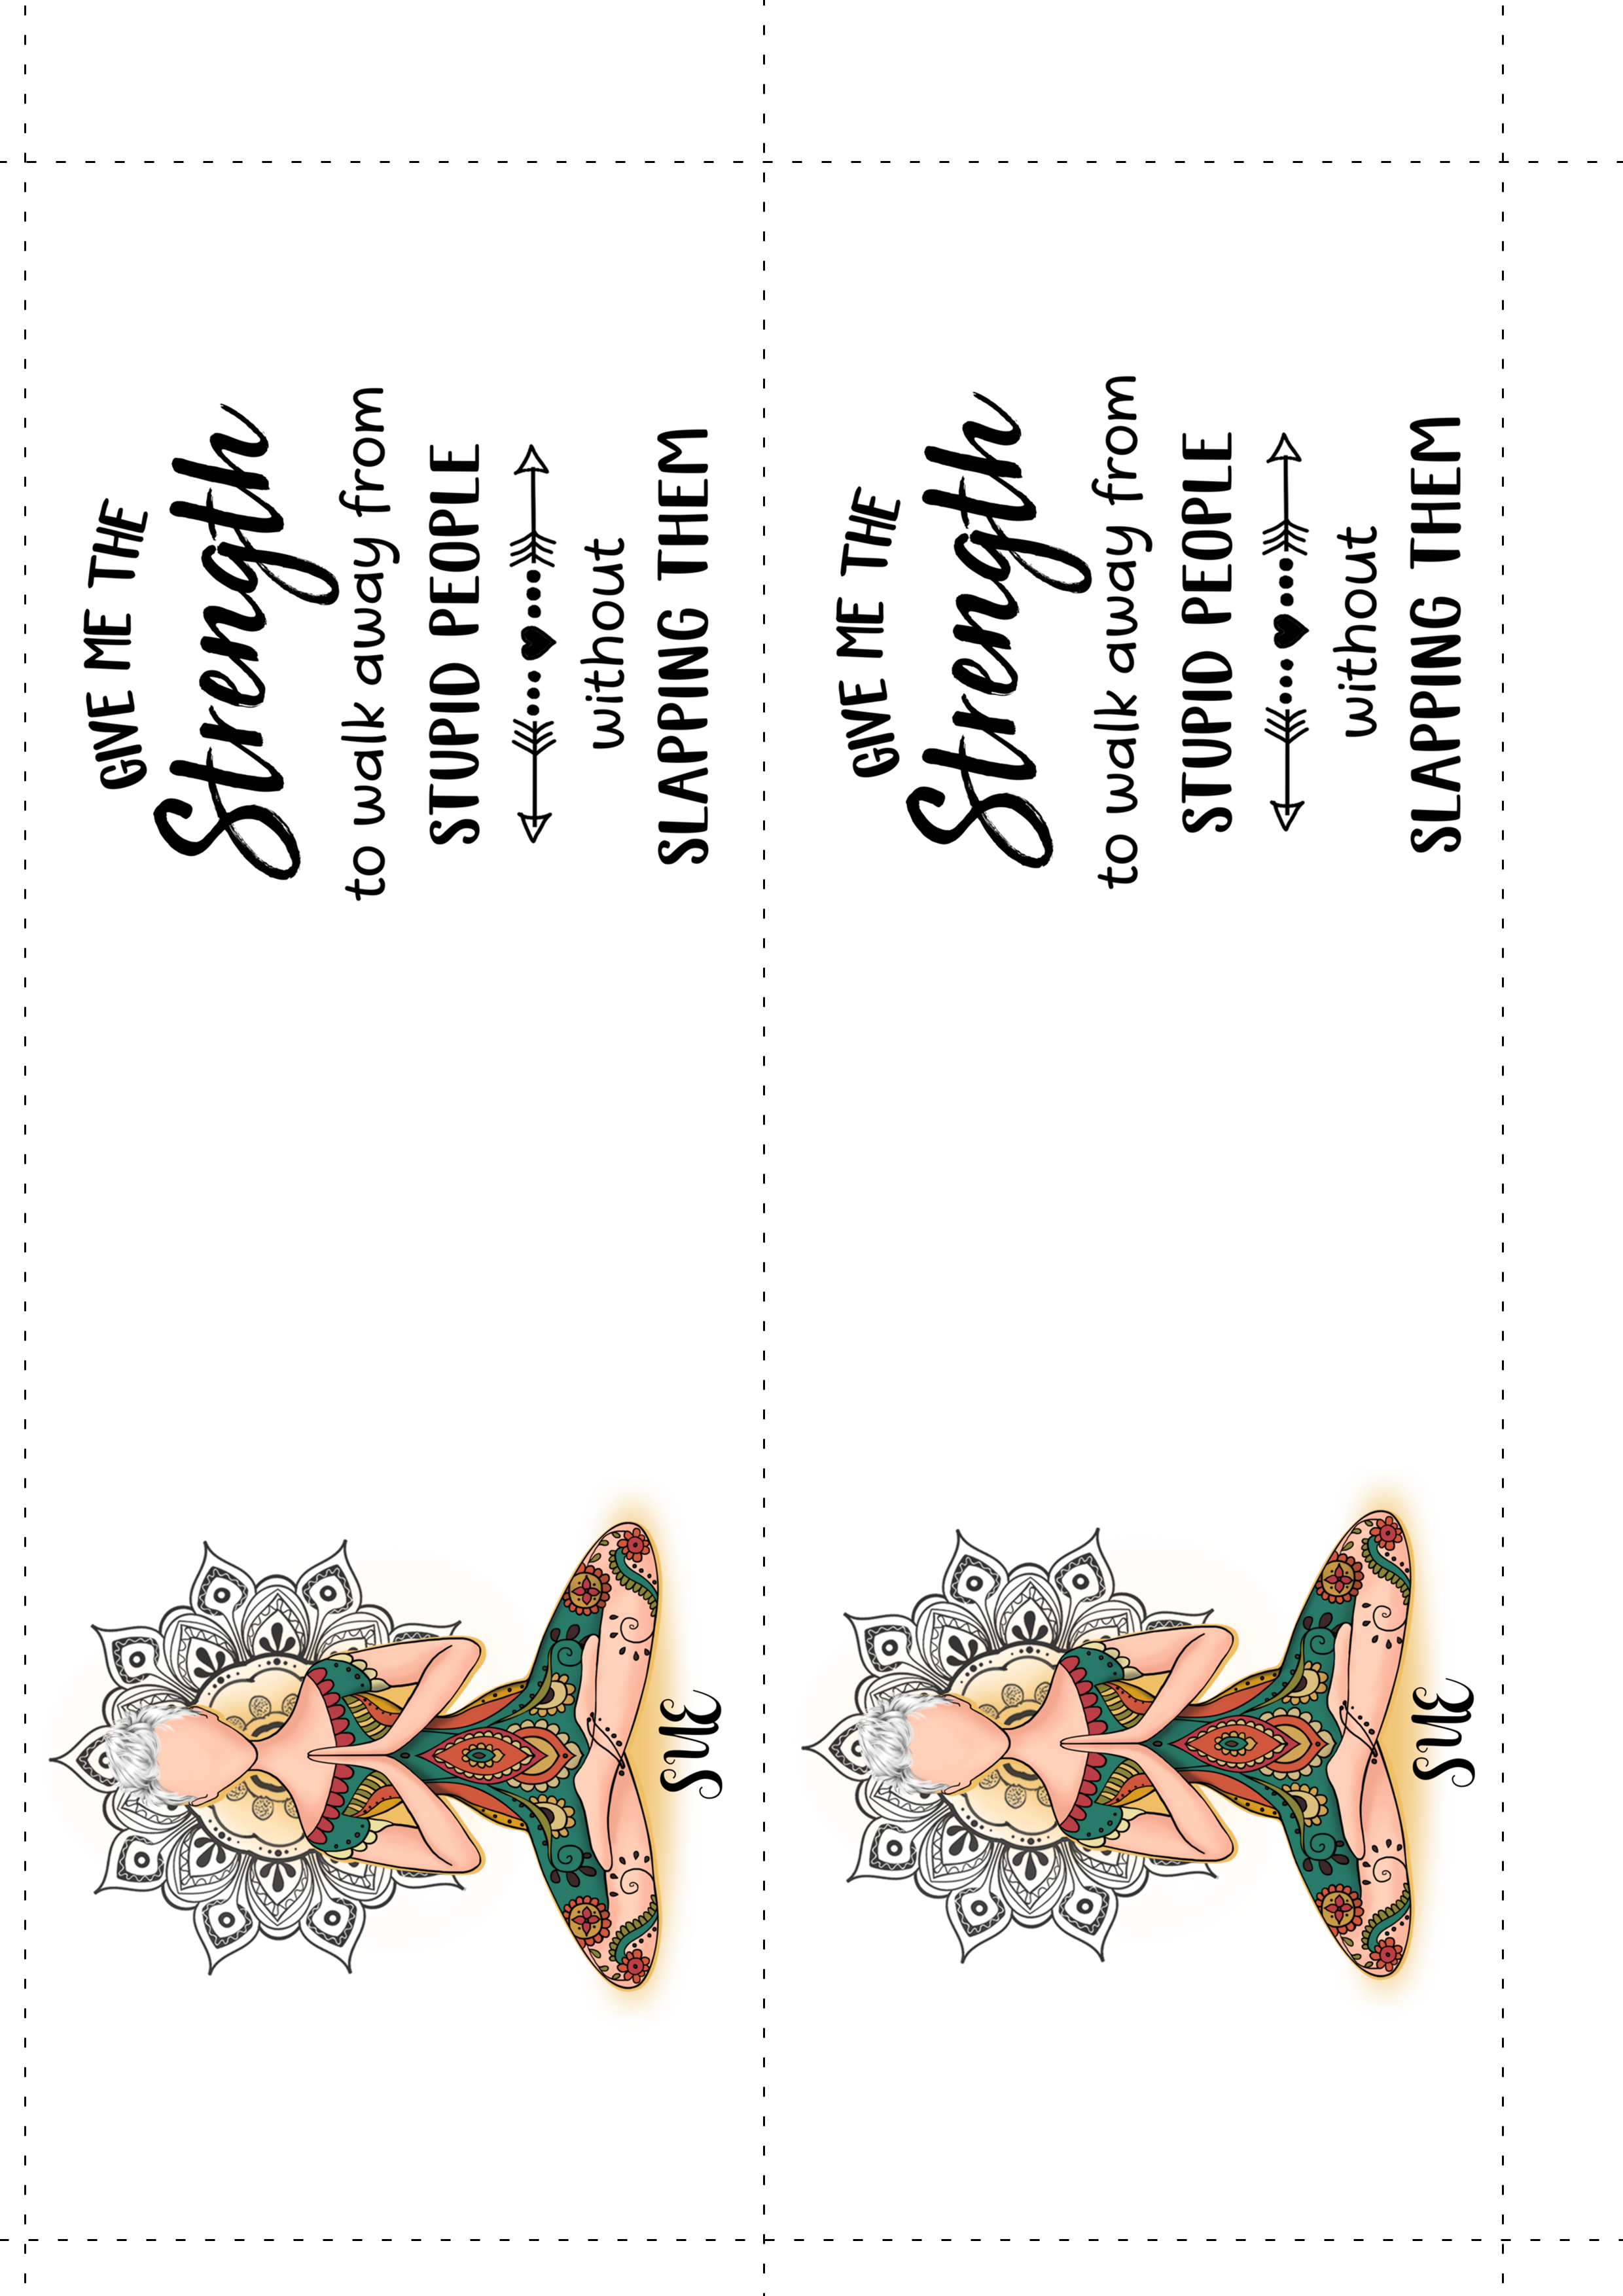 GIVE ME THE
Strength
to walk away from
STUPID PEOPLE
without
SLAPPING THEM
SUE
GIVE ME THE
Strength
to walk away from
STUPID PEOPLE
without
SLAPPING THEM
SUE